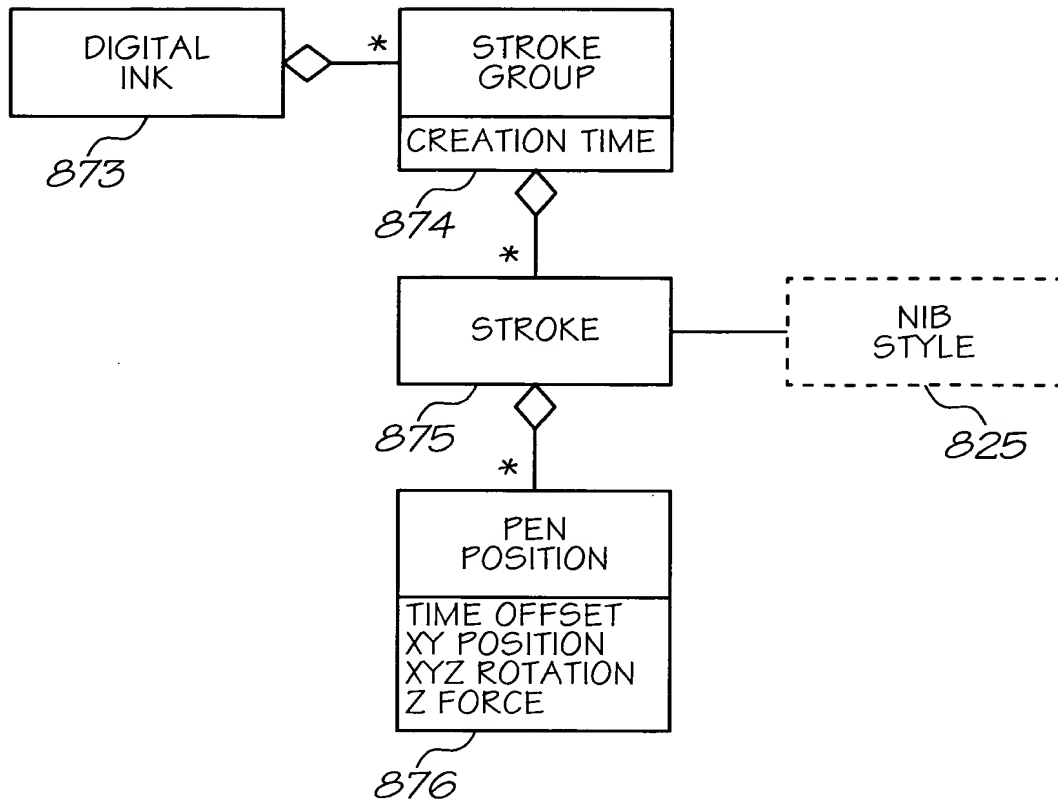 DIGITAL
INK
873
*
STROKE
GROUP
CREATION TIME
874
*
STROKE
875
NIB
STYLE
825
*
PEN
POSITION
TIME OFFSET
XY POSITION
XYZ ROTATION
Z FORCE
876